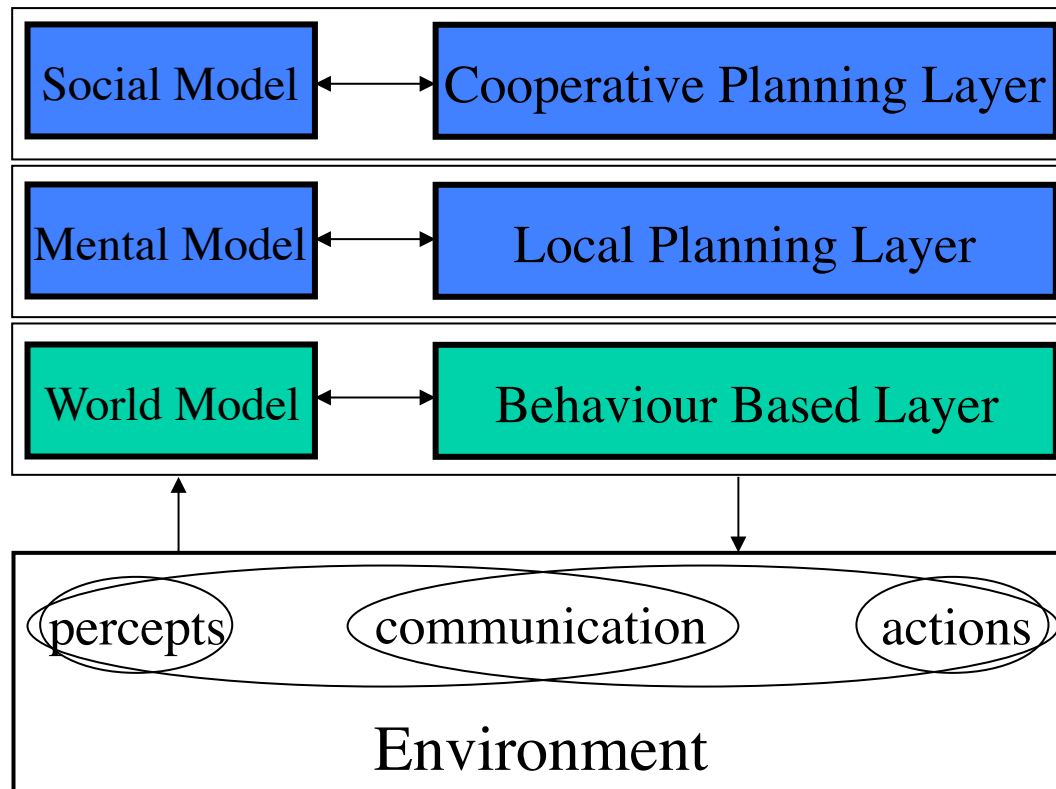 Social Model
Cooperative Planning Layer
Mental Model
Local Planning Layer
World Model
Behaviour Based Layer
percepts
communication
actions
Environment